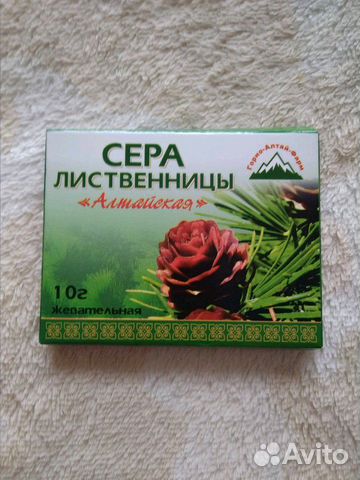 СЕРА
ЛИСТВЕННИЦЫ
«Алтайская»
Горно-Алтай-Фарм
10г
жевательная
Avito